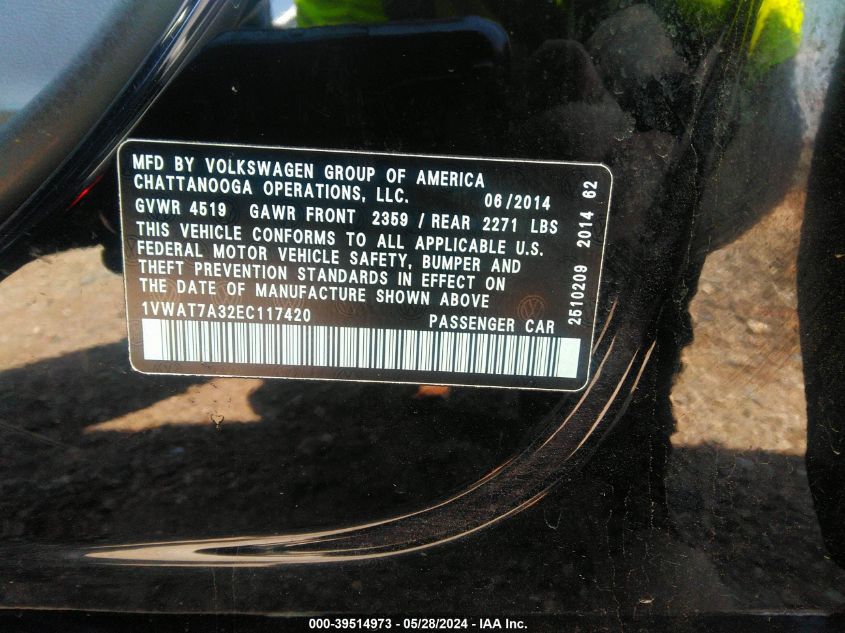 MFD BY VOLKSWAGEN GROUP OF AMERICA
CHATTANOOGA OPERATIONS, LLC. 06/2014
GVWR 4519 GAWR FRONT 2359 / REAR 2271 LBS
THIS VEHICLE CONFORMS TO ALL APPLICABLE U.S.
FEDERAL MOTOR VEHICLE SAFETY, BUMPER AND
THEFT PREVENTION STANDARDS IN EFFECT ON
THE DATE OF MANUFACTURE SHOWN ABOVE
1VWAT7A32EC117420 PASSENGER CAR
2510209 2014 62
000-39514973 - 05/28/2024 - IAA Inc.